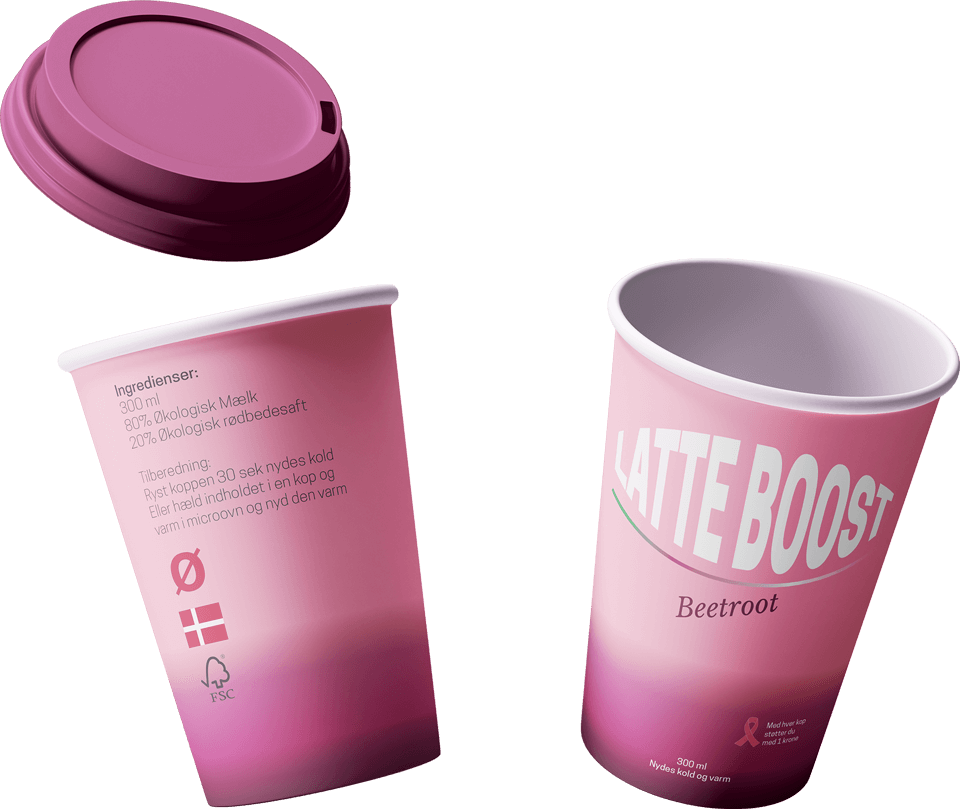 Ingredienser:
300 ml
80% Økologisk Mælk
20% Økologisk rødbedesaft
Tilberedning:
Ryst koppen 30 sek nydes kold
Eller hæld indholdet i en kop og
varm i microovn og nyd den varm
Ø
FSC
®
LATTE BOOST
Beetroot
Med hver kop
støtter du
med 1 krone
300 ml
Nydes kold og varm